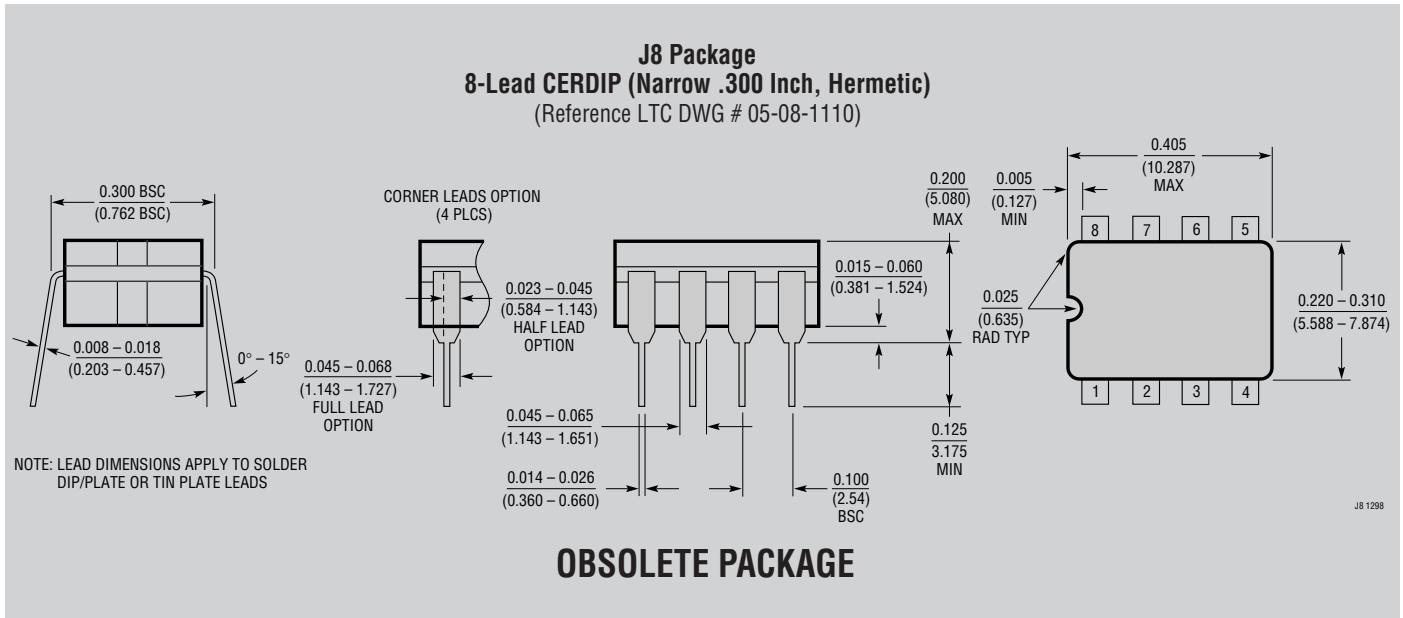 J8 Package
8-Lead CERDIP (Narrow .300 Inch, Hermetic)
(Reference LTC DWG # 05-08-1110)
0.300 BSC
(0.762 BSC)
0.008 – 0.018
(0.203 – 0.457)
0° – 15°
NOTE: LEAD DIMENSIONS APPLY TO SOLDER
DIP/PLATE OR TIN PLATE LEADS
CORNER LEADS OPTION
(4 PLCS)
0.023 – 0.045
(0.584 – 1.143)
HALF LEAD
OPTION
0.045 – 0.068
(1.143 – 1.727)
FULL LEAD
OPTION
0.045 – 0.065
(1.143 – 1.651)
0.014 – 0.026
(0.360 – 0.660)
0.100
(2.54)
BSC
0.200
(5.080)
MAX
0.015 – 0.060
(0.381 – 1.524)
0.125
3.175
MIN
0.005
(0.127)
MIN
0.405
(10.287)
MAX
8 7 6 5
0.025
(0.635)
RAD TYP
0.220 – 0.310
(5.588 – 7.874)
1 2 3 4
J8 1298
OBSOLETE PACKAGE